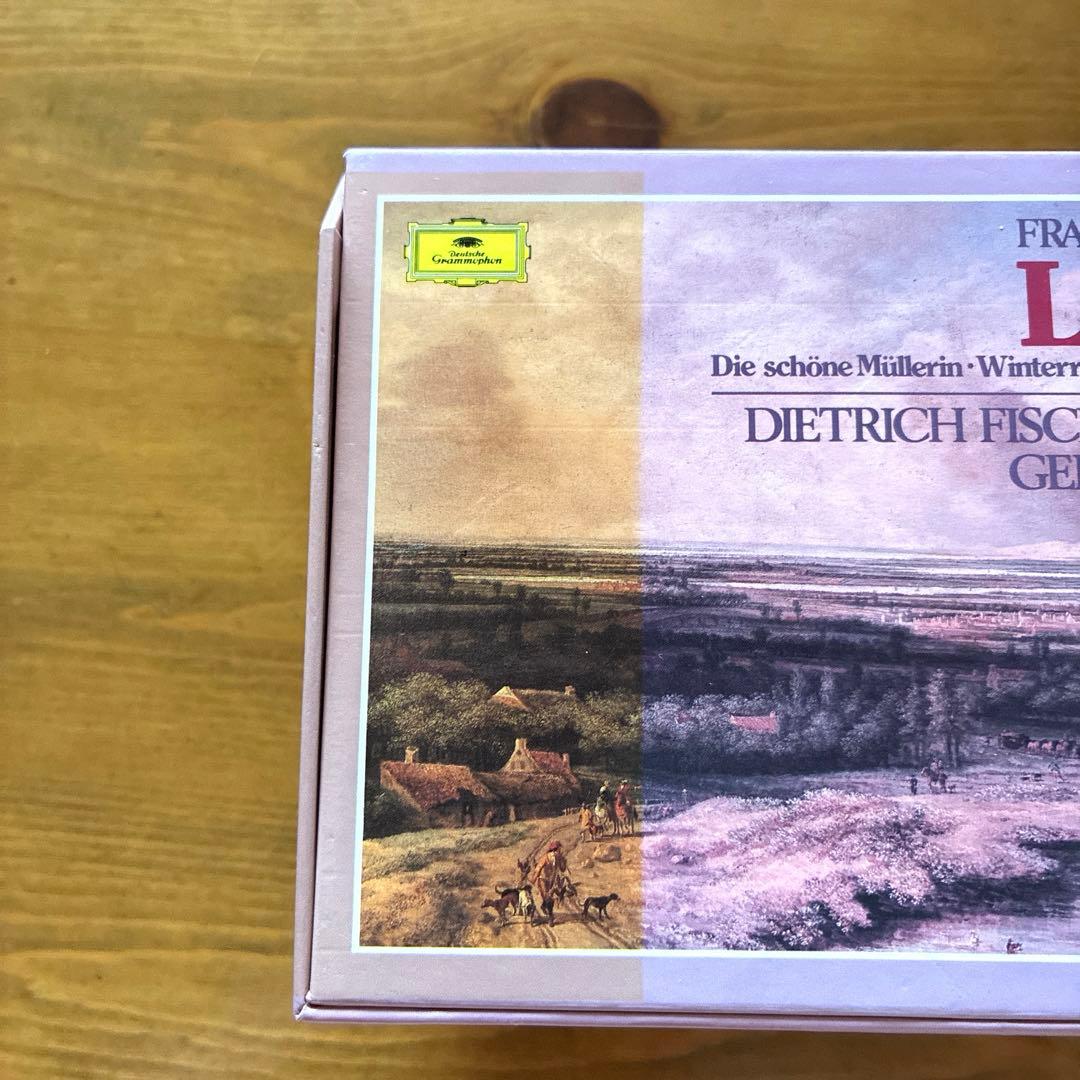 Deutsche
Grammophon
FRA
L
Die schöne Müllerin · Winterr
DIETRICH FISC
GE